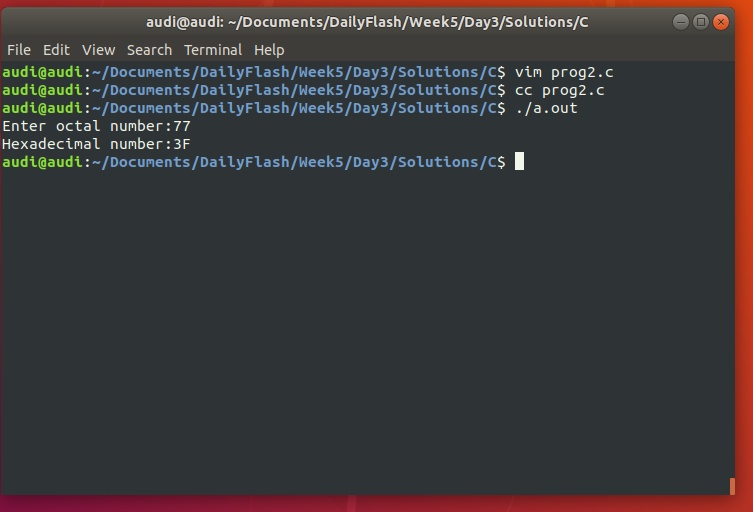 audi@audi: ~/Documents/DailyFlash/Week5/Day3/Solutions/C
File Edit View Search Terminal Help
audi@audi:~/Documents/DailyFlash/Week5/Day3/Solutions/C$ vim prog2.c
audi@audi:~/Documents/DailyFlash/Week5/Day3/Solutions/C$ cc prog2.c
audi@audi:~/Documents/DailyFlash/Week5/Day3/Solutions/C$ ./a.out
Enter octal number:77
Hexadecimal number:3F
audi@audi:~/Documents/DailyFlash/Week5/Day3/Solutions/C$